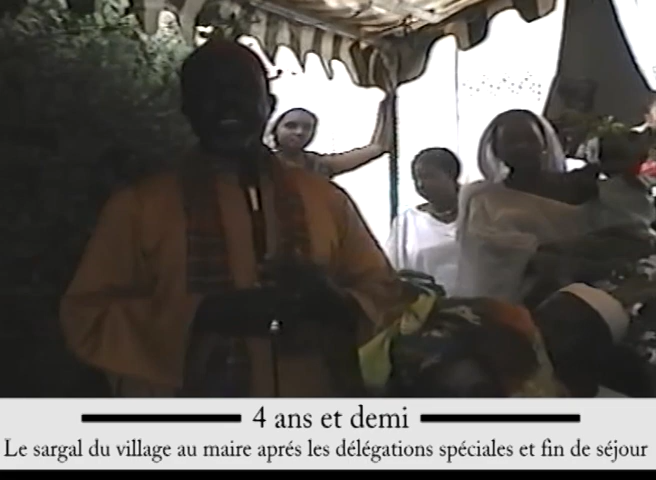 4 ans et demi
Le sargal du village au maire aprés les délégations spéciales et fin de séjour